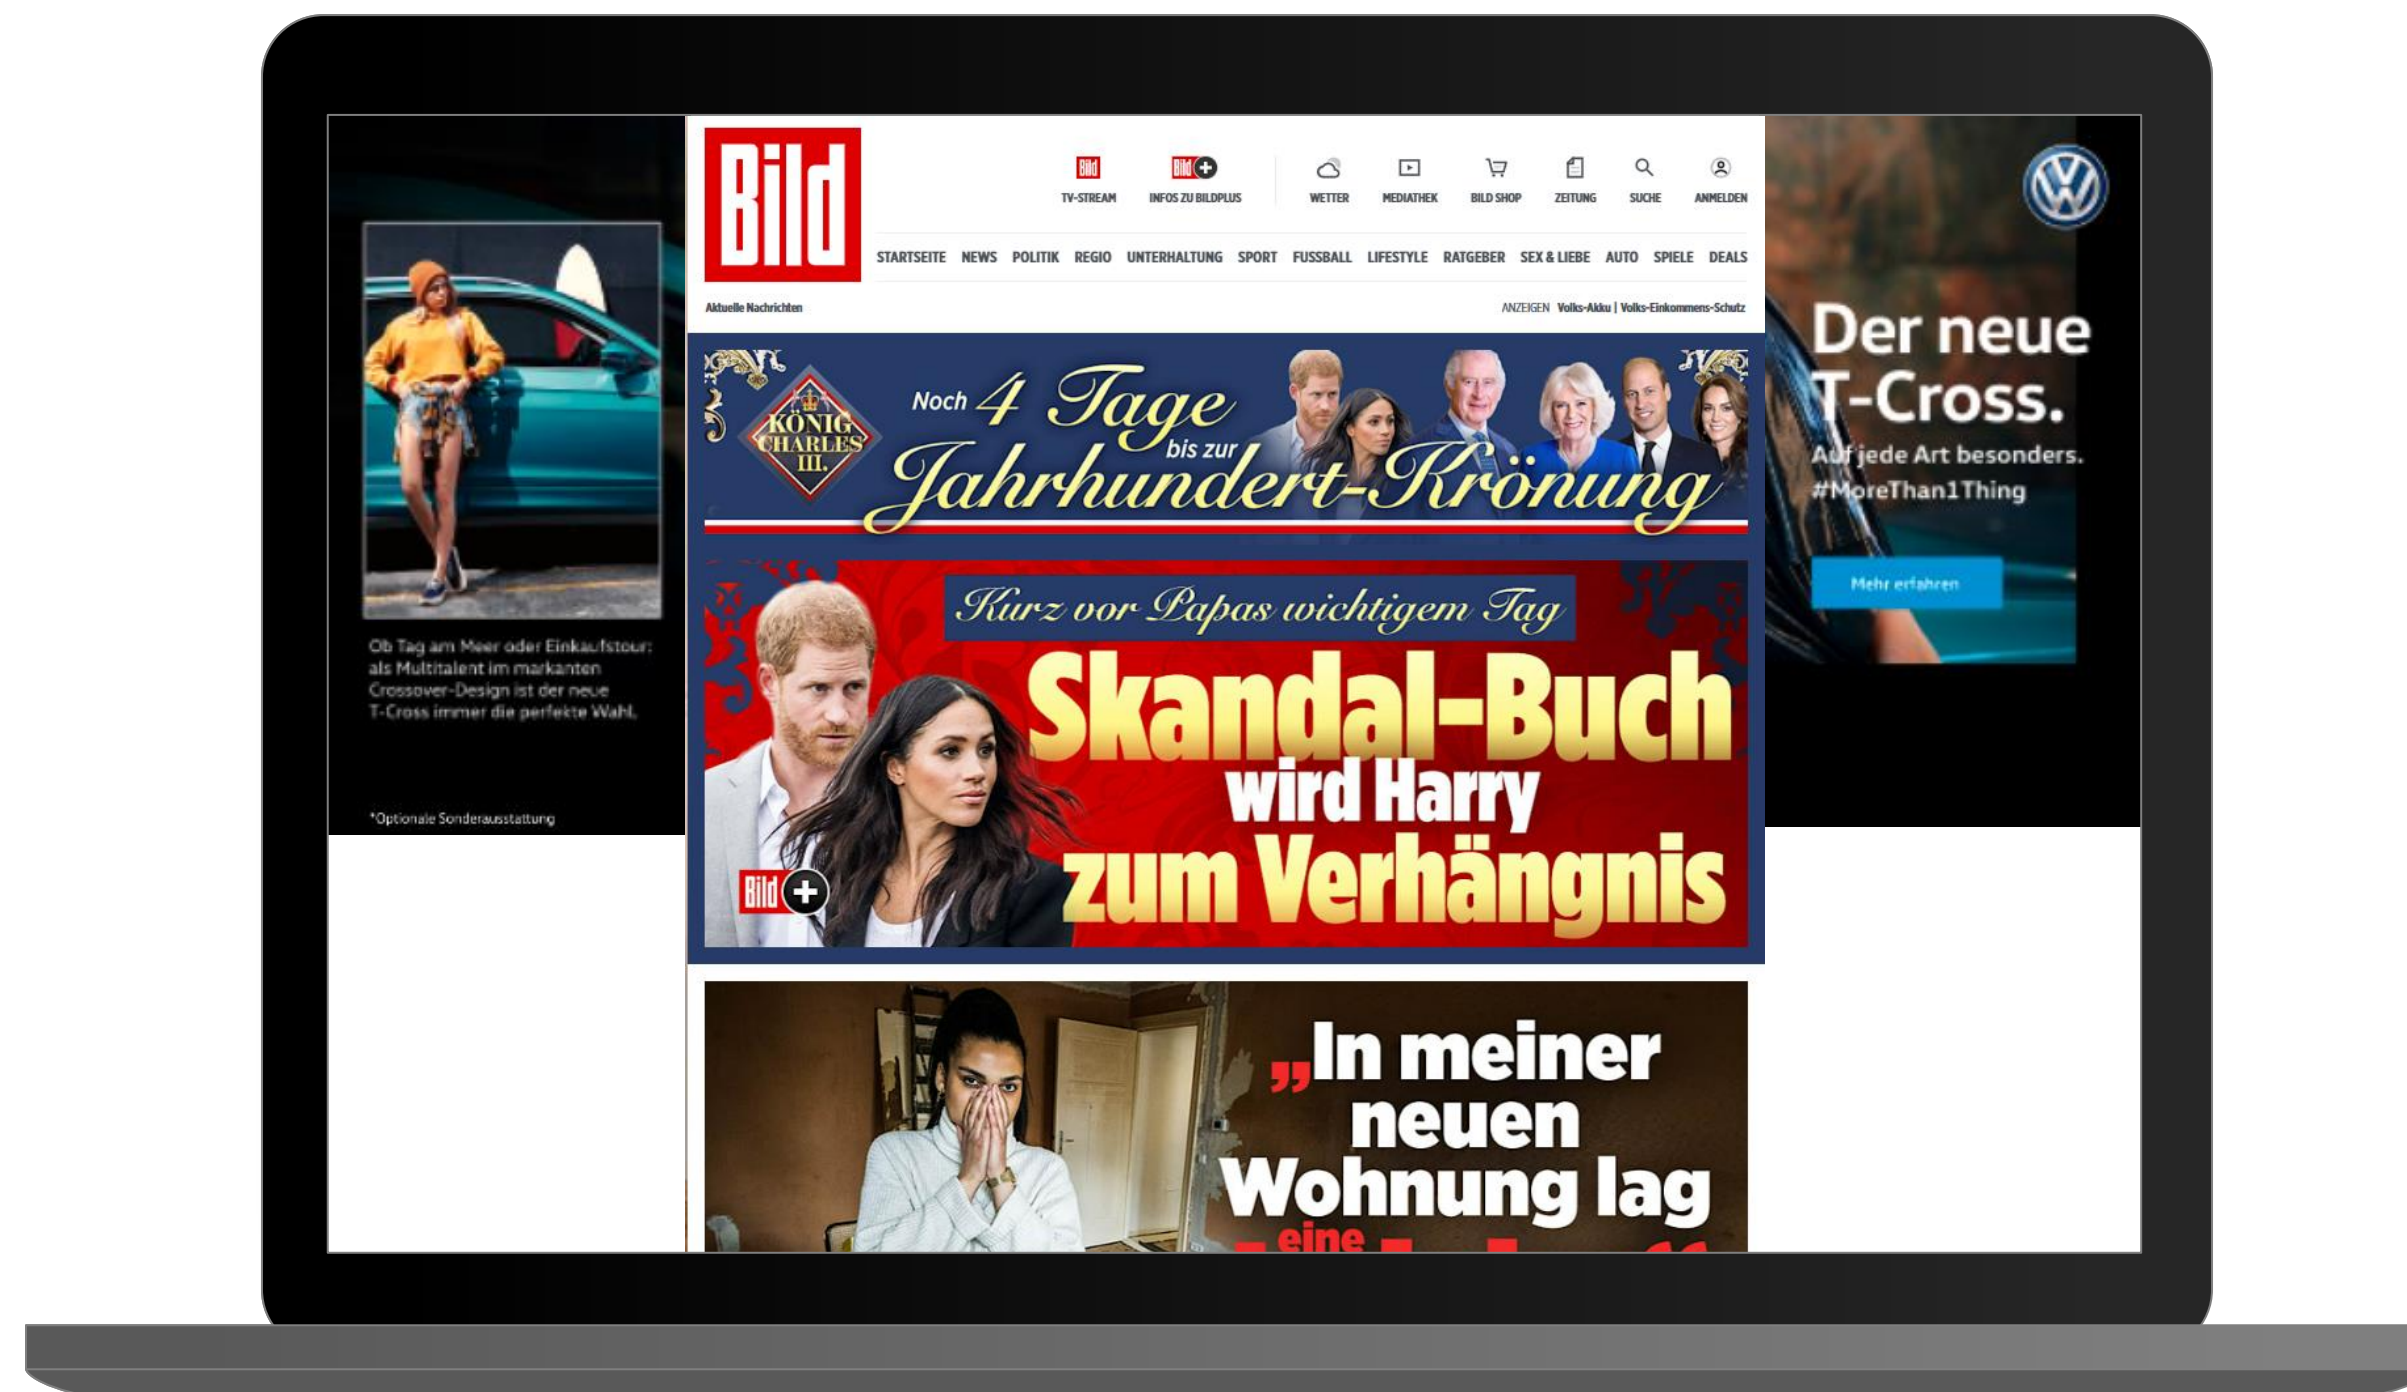 Bild
Bild
Bild+
TV-STREAM
INFOS ZU BILDPLUS
WETTER
MEDIATHEK
BILD SHOP
ZEITUNG
SUCHE
ANMELDEN
STARTSEITE NEWS POLITIK REGIO UNTERHALTUNG SPORT FUSSBALL LIFESTYLE RATGEBER SEX & LIEBE AUTO SPIELE DEALS
Aktuelle Nachrichten
ANZEIGEN Volks-Akku | Volks-Einkommens-Schutz
KÖNIG
CHARLES
III.
Noch 4 Tage
bis zur
Jahrhundert-Krönung
Kurz vor Papas wichtigem Tag
Skandal-Buch
wird Harry
zum Verhängnis
Bild+
„In meiner
neuen
Wohnung lag
eine
Ob Tag am Meer oder Einkaufstour:
als Multitalent im markanten
Crossover-Design ist der neue
T-Cross immer die perfekte Wahl.
*Optionale Sonderausstattung
Der neue
T-Cross.
Auf jede Art besonders.
#MoreThan1Thing
Mehr erfahren